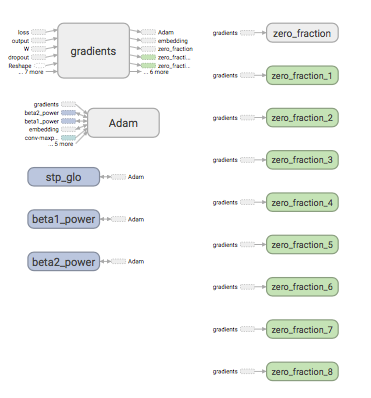 loss
output
W
dropout
Reshape
... 7 more
gradients
Adam
embedding
zero_fraction
zero_fracti...
zero_fracti...
... 6 more
gradients
beta2_power
beta1_power
embedding
conv-maxp...
... 5 more
Adam
stp_glo
Adam
beta1_power
Adam
beta2_power
Adam
gradients
zero_fraction
gradients
zero_fraction_1
gradients
zero_fraction_2
gradients
zero_fraction_3
gradients
zero_fraction_4
gradients
zero_fraction_5
gradients
zero_fraction_6
gradients
zero_fraction_7
gradients
zero_fraction_8